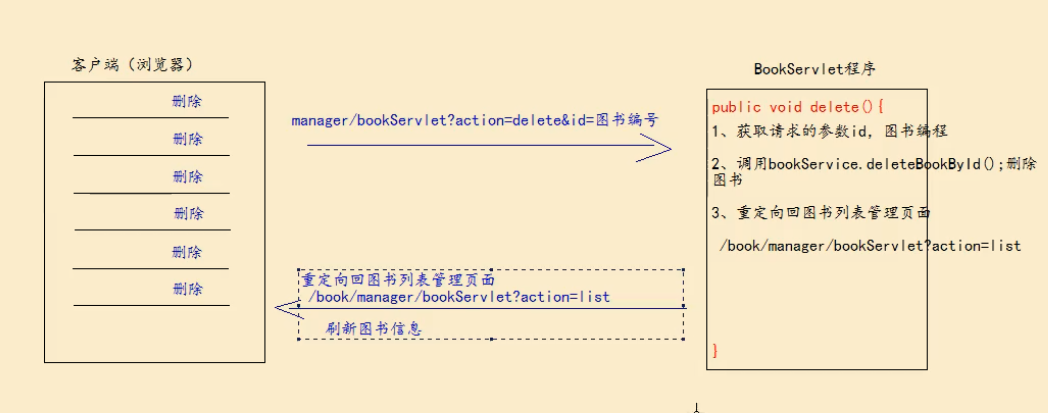 客户端（浏览器）
BookServlet程序
删除
删除
删除
删除
删除
删除
manager/bookServlet?action=delete&id=图书编号
public void delete(){
1、获取请求的参数id，图书编程
2、调用bookService.deleteBookById();删除
图书
3、重定向回图书列表管理页面
/book/manager/bookServlet?action=list
}
重定向回图书列表管理页面
/book/manager/bookServlet?action=list
刷新图书信息